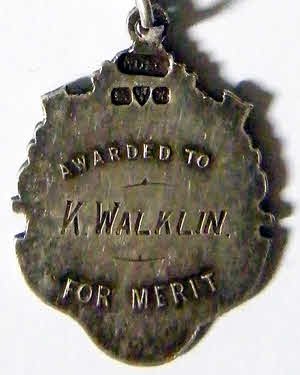 AWARDED TO
K. WALKLIN.
FOR MERIT